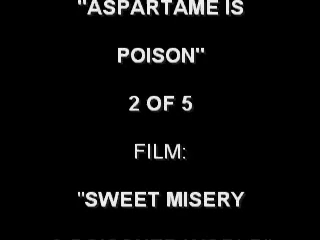 "ASPARTAME IS
POISON"
2 OF 5
FILM:
"SWEET MISERY